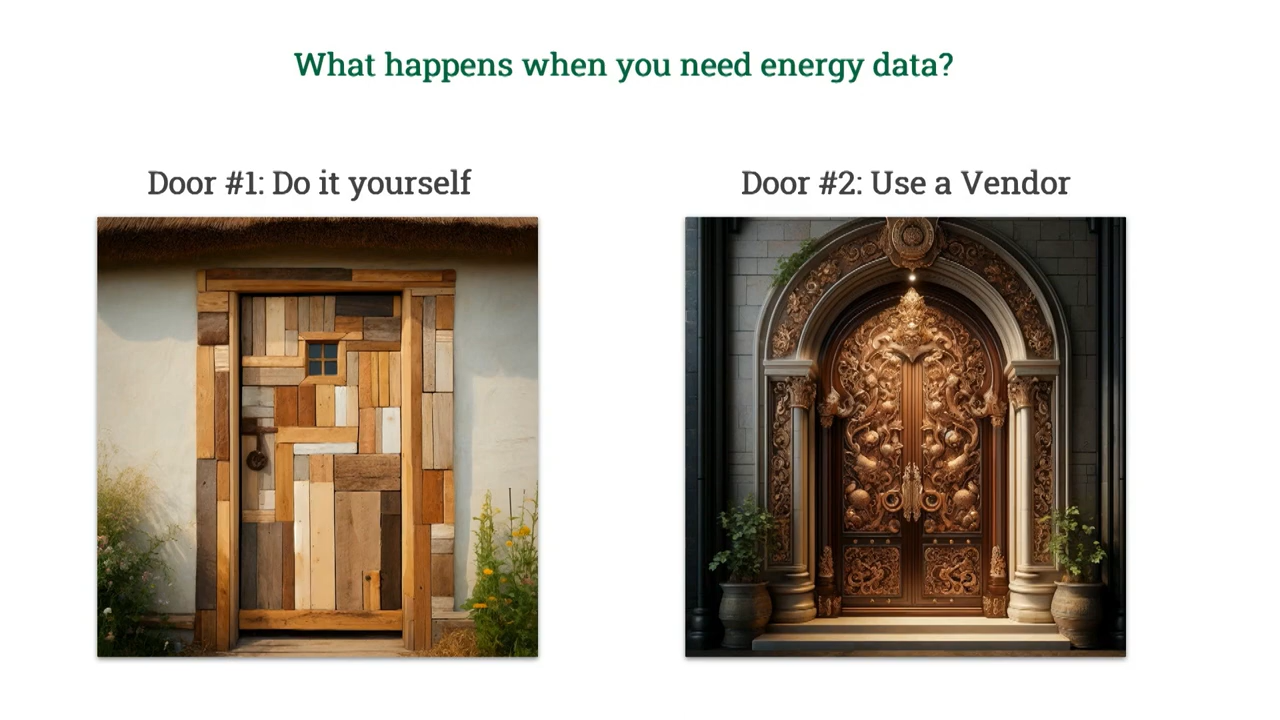 What happens when you need energy data?
Door #1: Do it yourself
Door #2: Use a Vendor